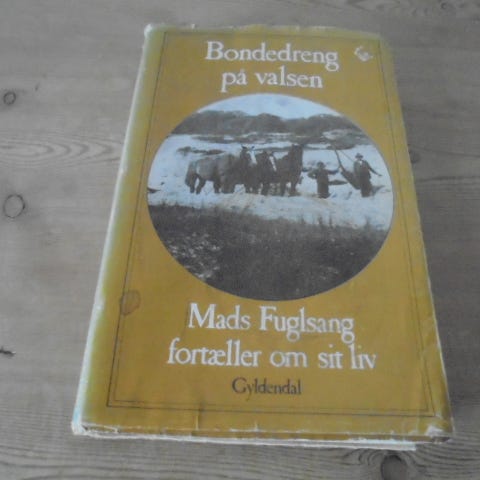 Bondedreng
på valsen
Mads Fuglsang
fortæller om sit liv
Gyldendal